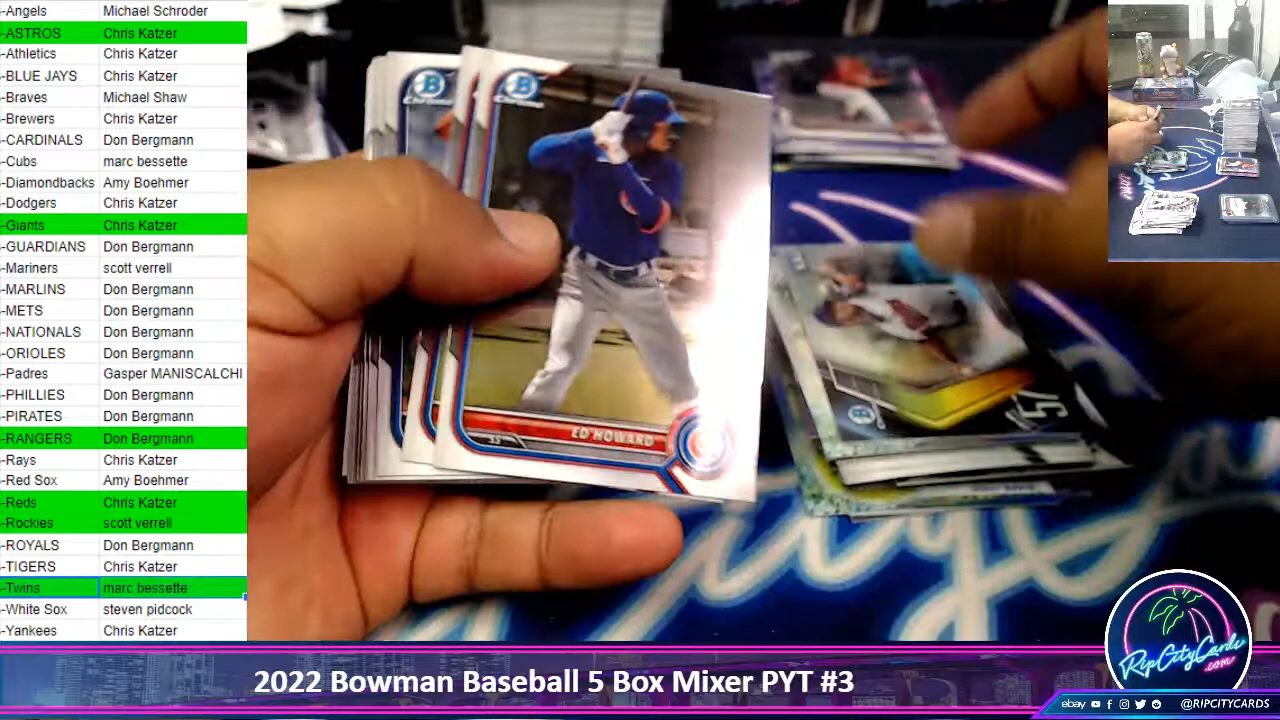 -Angels Michael Schroder
-ASTROS Chris Katzer
-Athletics Chris Katzer
-BLUE JAYS Chris Katzer
-Braves Michael Shaw
-Brewers Chris Katzer
-CARDINALS Don Bergmann
-Cubs marc bessette
-Diamondbacks Amy Boehmer
-Dodgers Chris Katzer
-Giants Chris Katzer
-GUARDIANS Don Bergmann
-Mariners scott verrell
-MARLINS Don Bergmann
-METS Don Bergmann
-NATIONALS Don Bergmann
-ORIOLES Don Bergmann
-Padres Gasper MANISCALCHI
-PHILLIES Don Bergmann
-PIRATES Don Bergmann
-RANGERS Don Bergmann
-Rays Chris Katzer
-Red Sox Amy Boehmer
-Reds Chris Katzer
-Rockies scott verrell
-ROYALS Don Bergmann
-TIGERS Chris Katzer
-Twins marc bessette
-White Sox steven pidcock
-Yankees Chris Katzer
B
Chrome
B
Chrome
SS ED HOWARD
2022 Bowman Baseball 5 Box Mixer PYT #3
RipCityCards
.com
ebay @RIPCITYCARDS